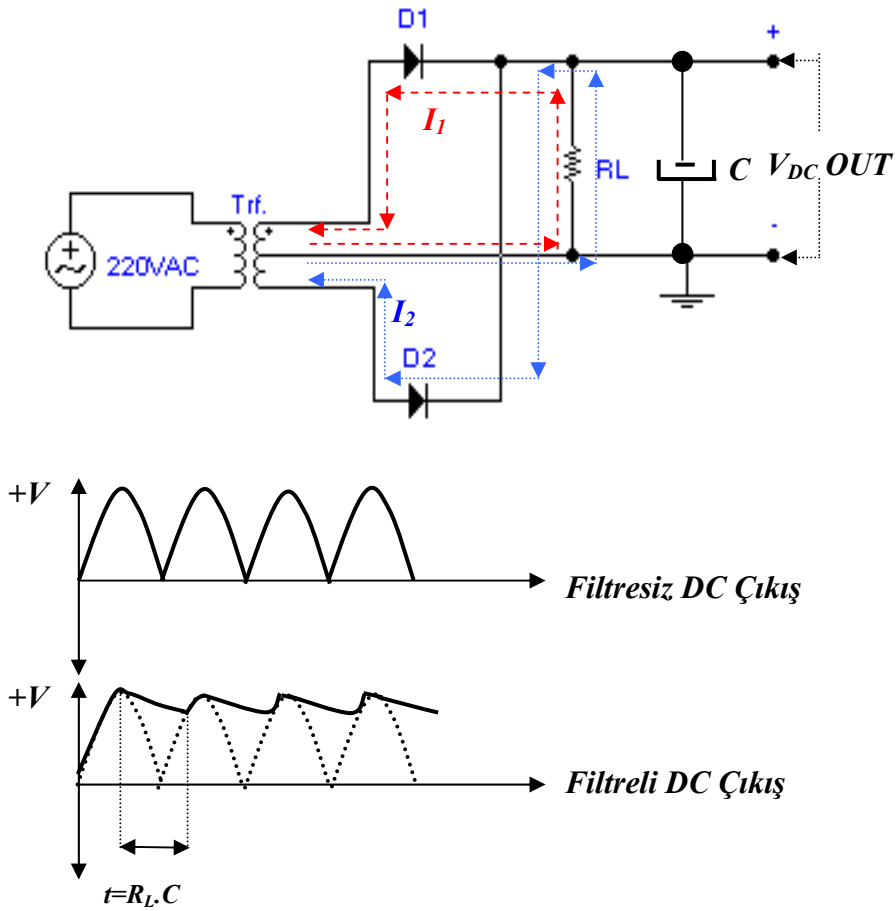 D1
+
I1
RL
C
VDC OUT
Trf.
220VAC
-
I2
D2
+V
Filtresiz DC Çıkış
+V
Filtreli DC Çıkış
t=RL.C